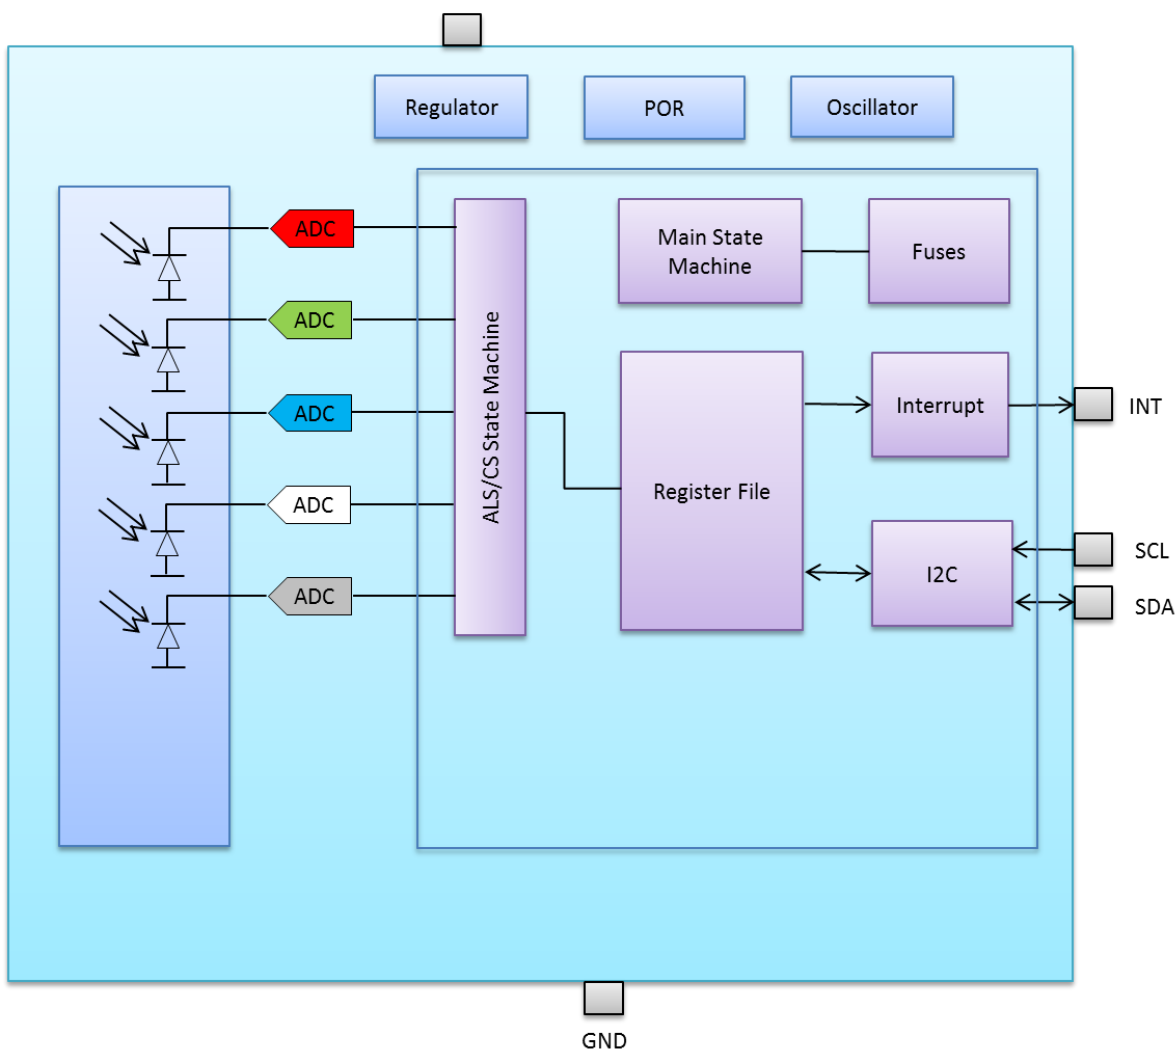 Regulator
POR
Oscillator
ADC
ADC
ADC
ADC
ADC
ALS/CS State Machine
Main State
Machine
Fuses
Register File
Interrupt
I2C
INT
SCL
SDA
GND